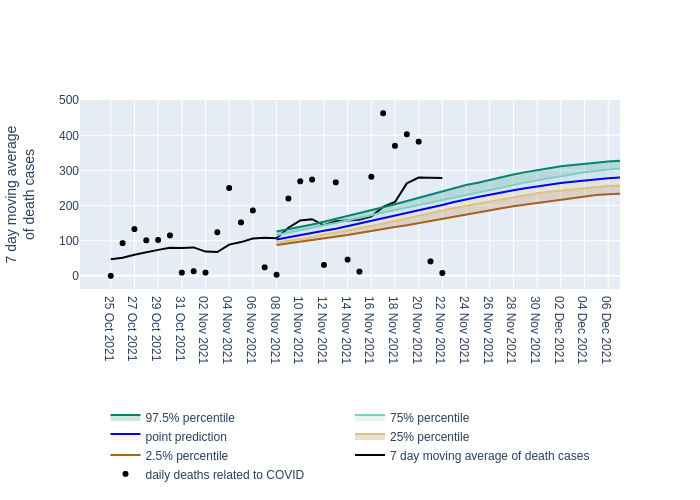 7 day moving average
of death cases
500
400
300
200
100
0
25 Oct 2021
27 Oct 2021
29 Oct 2021
31 Oct 2021
02 Nov 2021
04 Nov 2021
06 Nov 2021
08 Nov 2021
10 Nov 2021
12 Nov 2021
14 Nov 2021
16 Nov 2021
18 Nov 2021
20 Nov 2021
22 Nov 2021
24 Nov 2021
26 Nov 2021
28 Nov 2021
30 Nov 2021
02 Dec 2021
04 Dec 2021
06 Dec 2021
97.5% percentile
75% percentile
point prediction
25% percentile
2.5% percentile
7 day moving average of death cases
daily deaths related to COVID